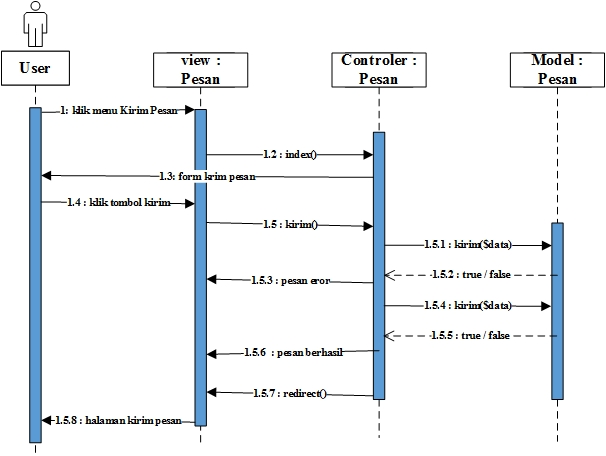 User
view :
Pesan
Controler :
Pesan
Model :
Pesan
1: klik menu Kirim Pesan
1.2 : index()
1.3: form krim pesan
1.4 : klik tombol kirim
1.5 : kirim()
1.5.1 : kirim($data)
1.5.2 : true / false
1.5.3 : pesan eror
1.5.4 : kirim($data)
1.5.5 : true / false
1.5.6 : pesan berhasil
1.5.7 : redirect()
1.5.8 : halaman kirim pesan